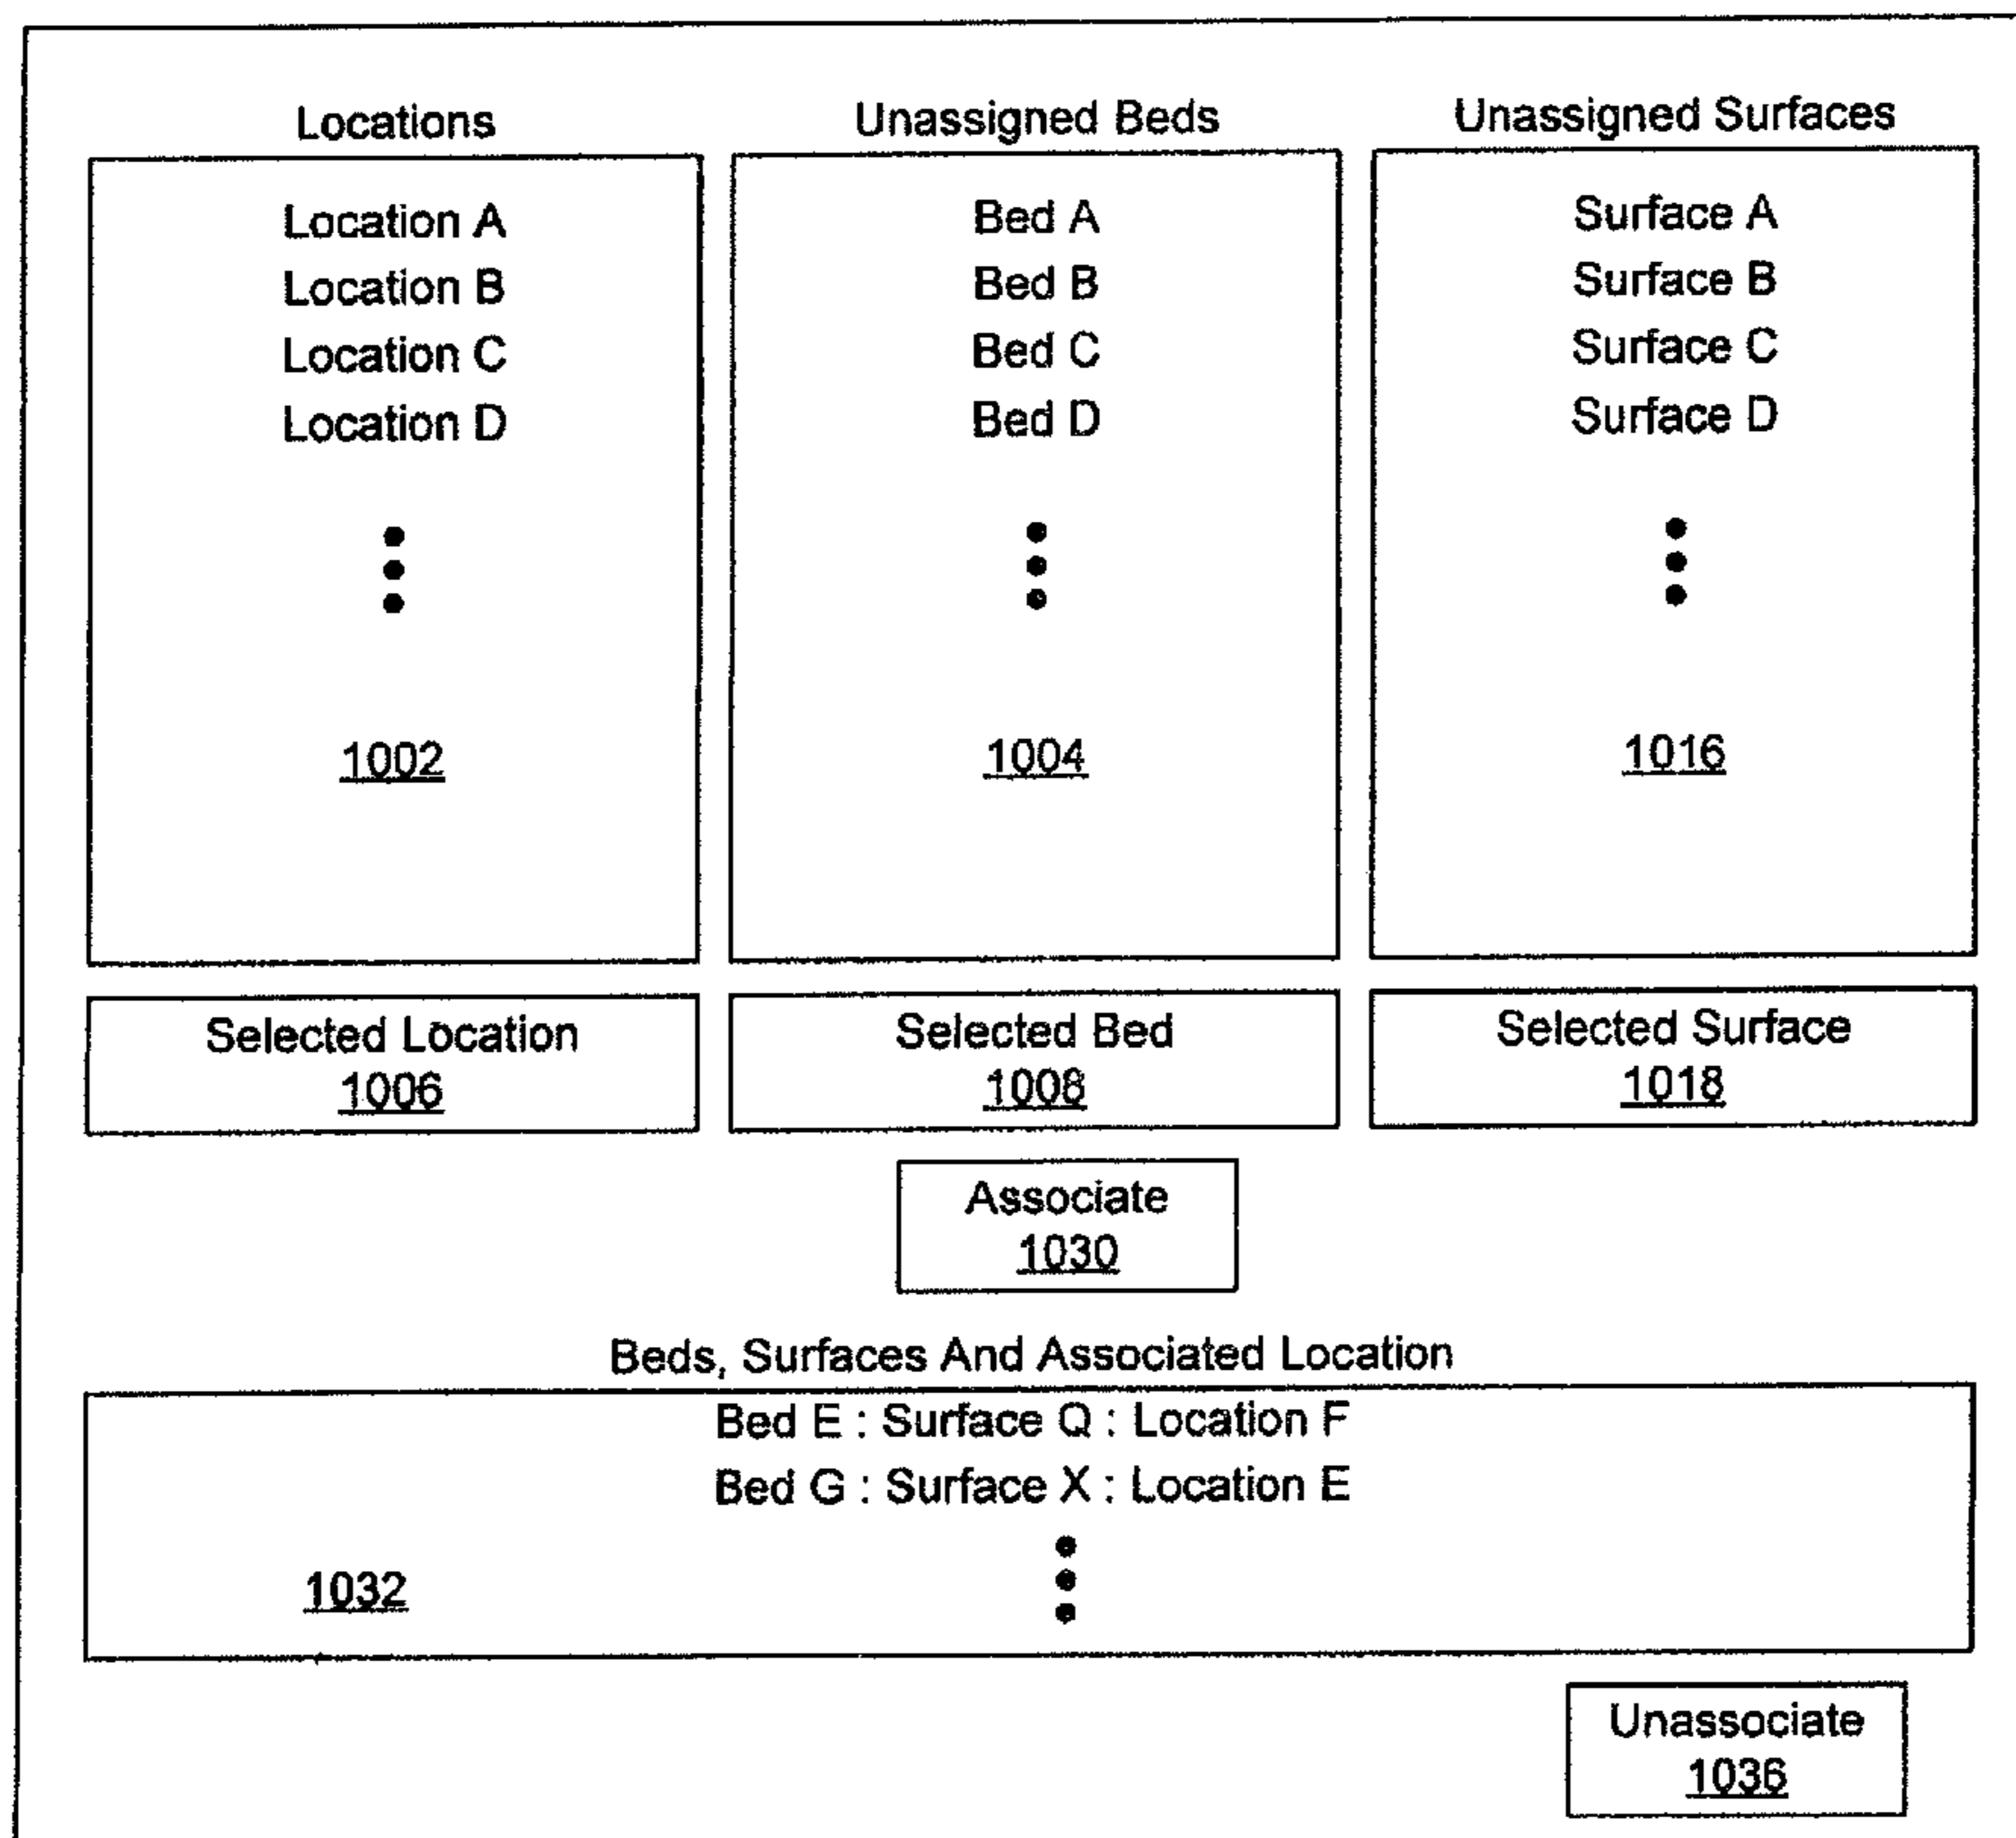 Locations
Unassigned Beds
Unassigned Surfaces
Location A
Location B
Location C
Location D
1002
Bed A
Bed B
Bed C
Bed D
1004
Surface A
Surface B
Surface C
Surface D
1016
Selected Location
1006
Selected Bed
1008
Selected Surface
1018
Associate
1030
Beds, Surfaces And Associated Location
Bed E : Surface Q : Location F
Bed G : Surface X : Location E
1032
Unassociate
1036